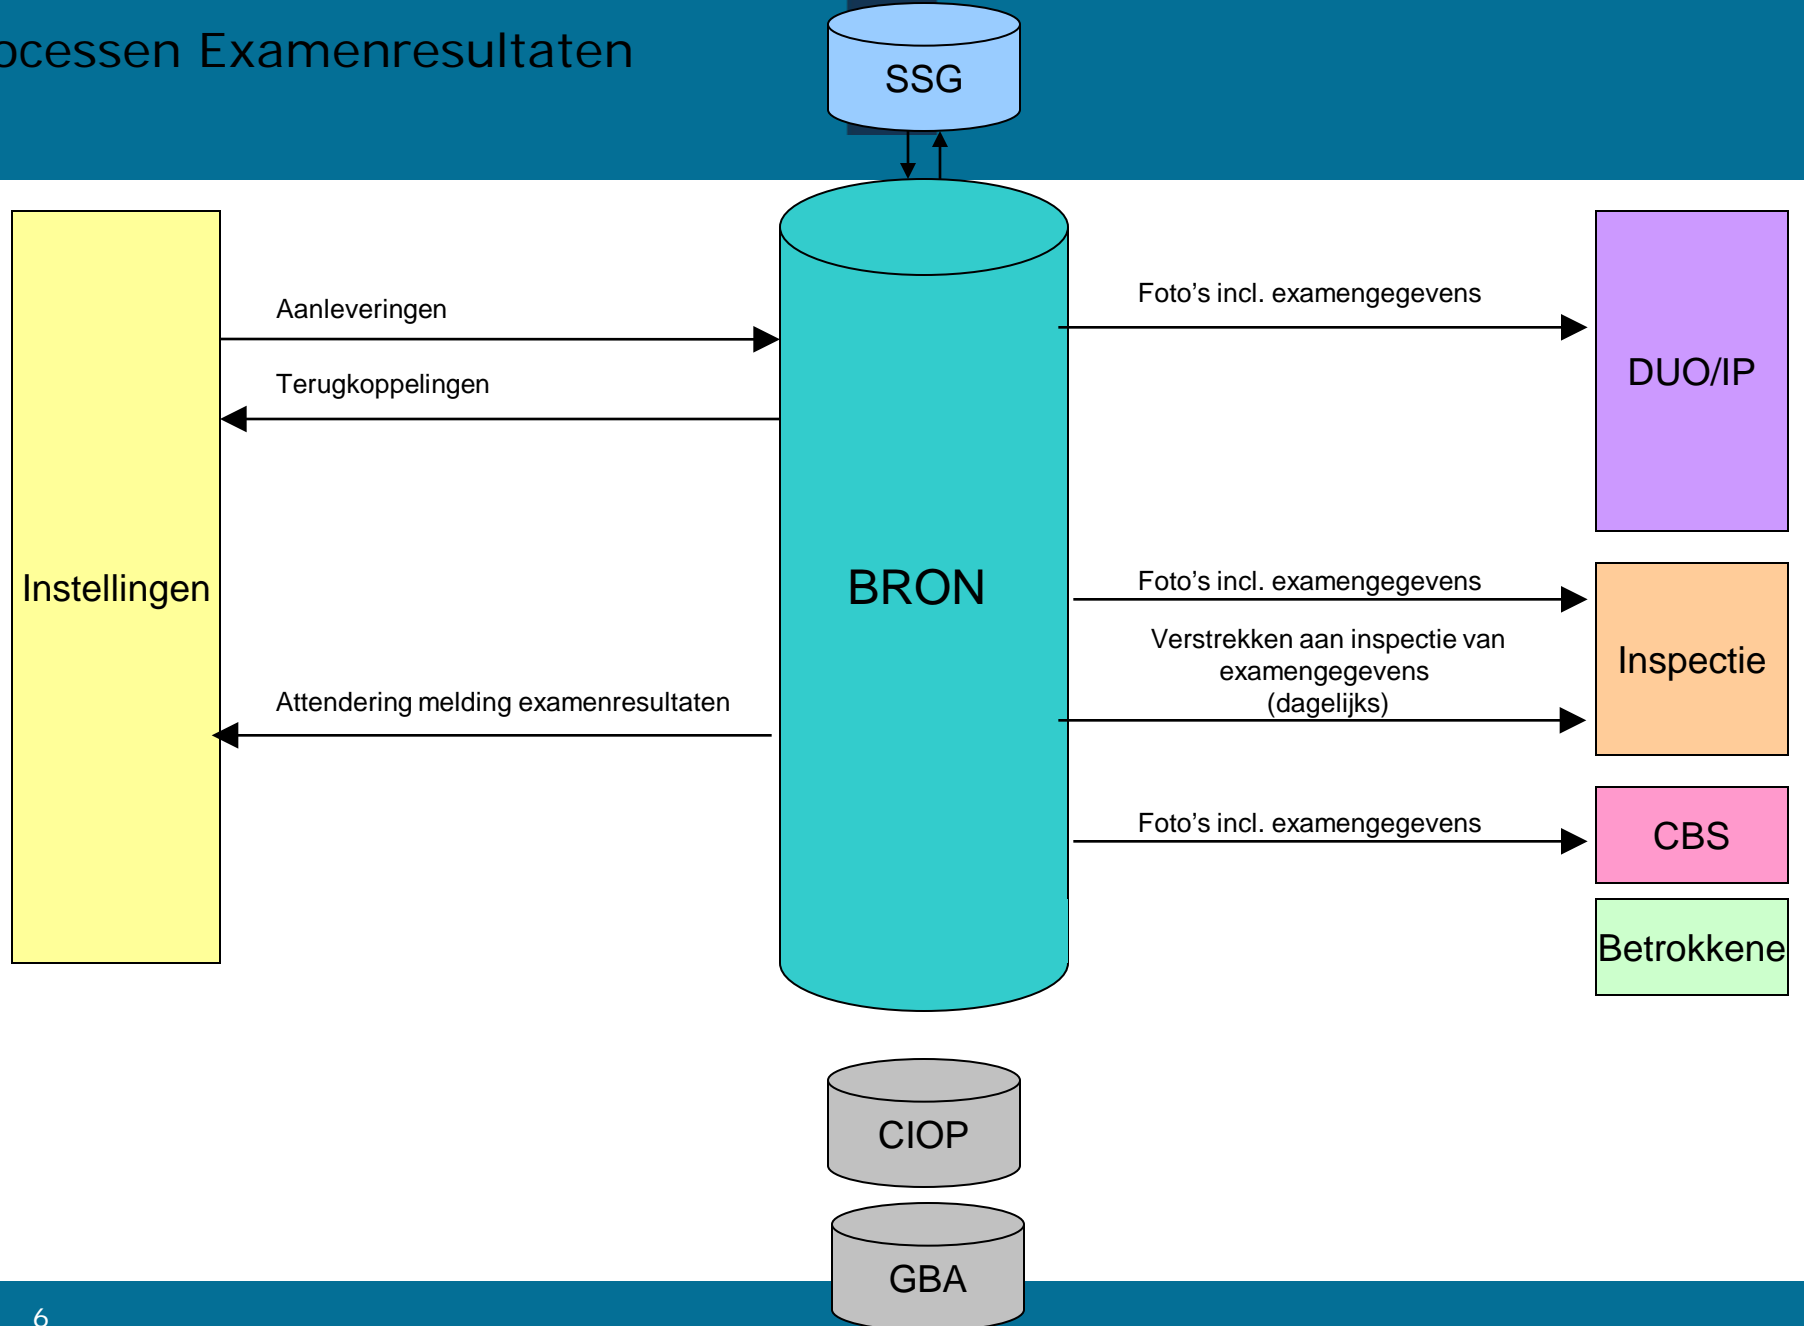 ocessen Examenresultaten
SSG
Aanleveringen
Terugkoppelingen
Instellingen
Attendering melding examenresultaten
BRON
Foto's incl. examengegevens
DUO/IP
Foto's incl. examengegevens
Verstrekken aan inspectie van
examengegevens
(dagelijks)
Inspectie
Foto's incl. examengegevens
CBS
Betrokkene
CIOP
GBA
6